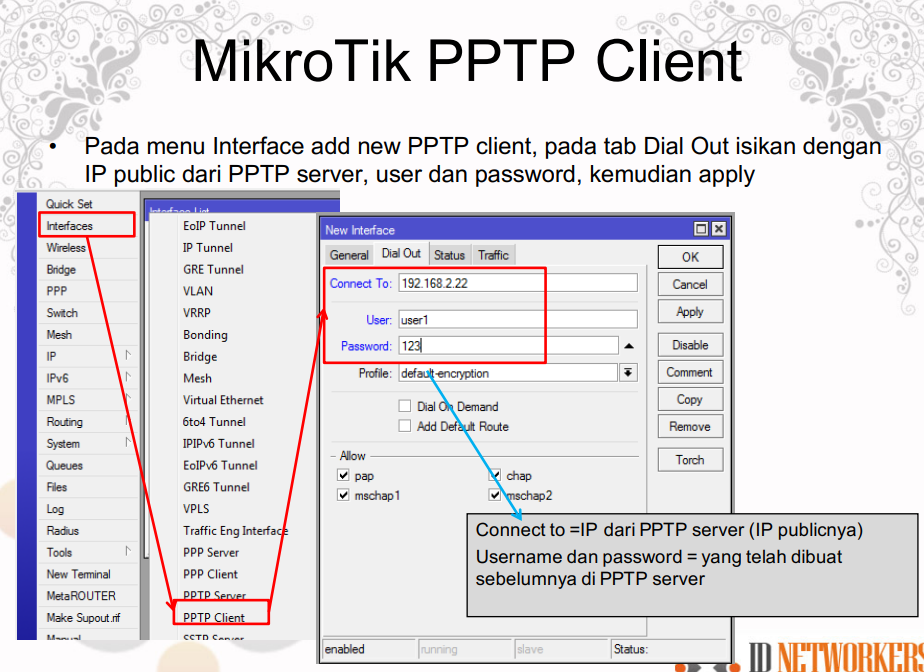 MikroTik PPTP Client
• Pada menu Interface add new PPTP client, pada tab Dial Out isikan dengan
IP public dari PPTP server, user dan password, kemudian apply
Quick Set
Interfaces
Wireless
Bridge
PPP
Switch
Mesh
IP
IPv6
MPLS
Routing
System
Queues
Files
Log
Radius
Tools
New Terminal
MetaROUTER
Make Supout.rif
Manual
Interface List
EoIP Tunnel
IP Tunnel
GRE Tunnel
VLAN
VRRP
Bonding
Bridge
Mesh
Virtual Ethernet
6to4 Tunnel
IPIPv6 Tunnel
EoIPv6 Tunnel
GRE6 Tunnel
VPLS
Traffic Eng Interface
PPP Server
PPP Client
PPTP Server
PPTP Client
SSTP Server
New Interface
General Dial Out Status Traffic
Connect To: 192.168.2.22
User: user1
Password: 123
Profile: default-encryption
Dial On Demand
Add Default Route
Allow
pap chap
mschap1 mschap2
OK
Cancel
Apply
Disable
Comment
Copy
Remove
Torch
Connect to =IP dari PPTP server (IP publicnya)
Username dan password = yang telah dibuat
sebelumnya di PPTP server
enabled running slave Status:
ID NETWORKERS